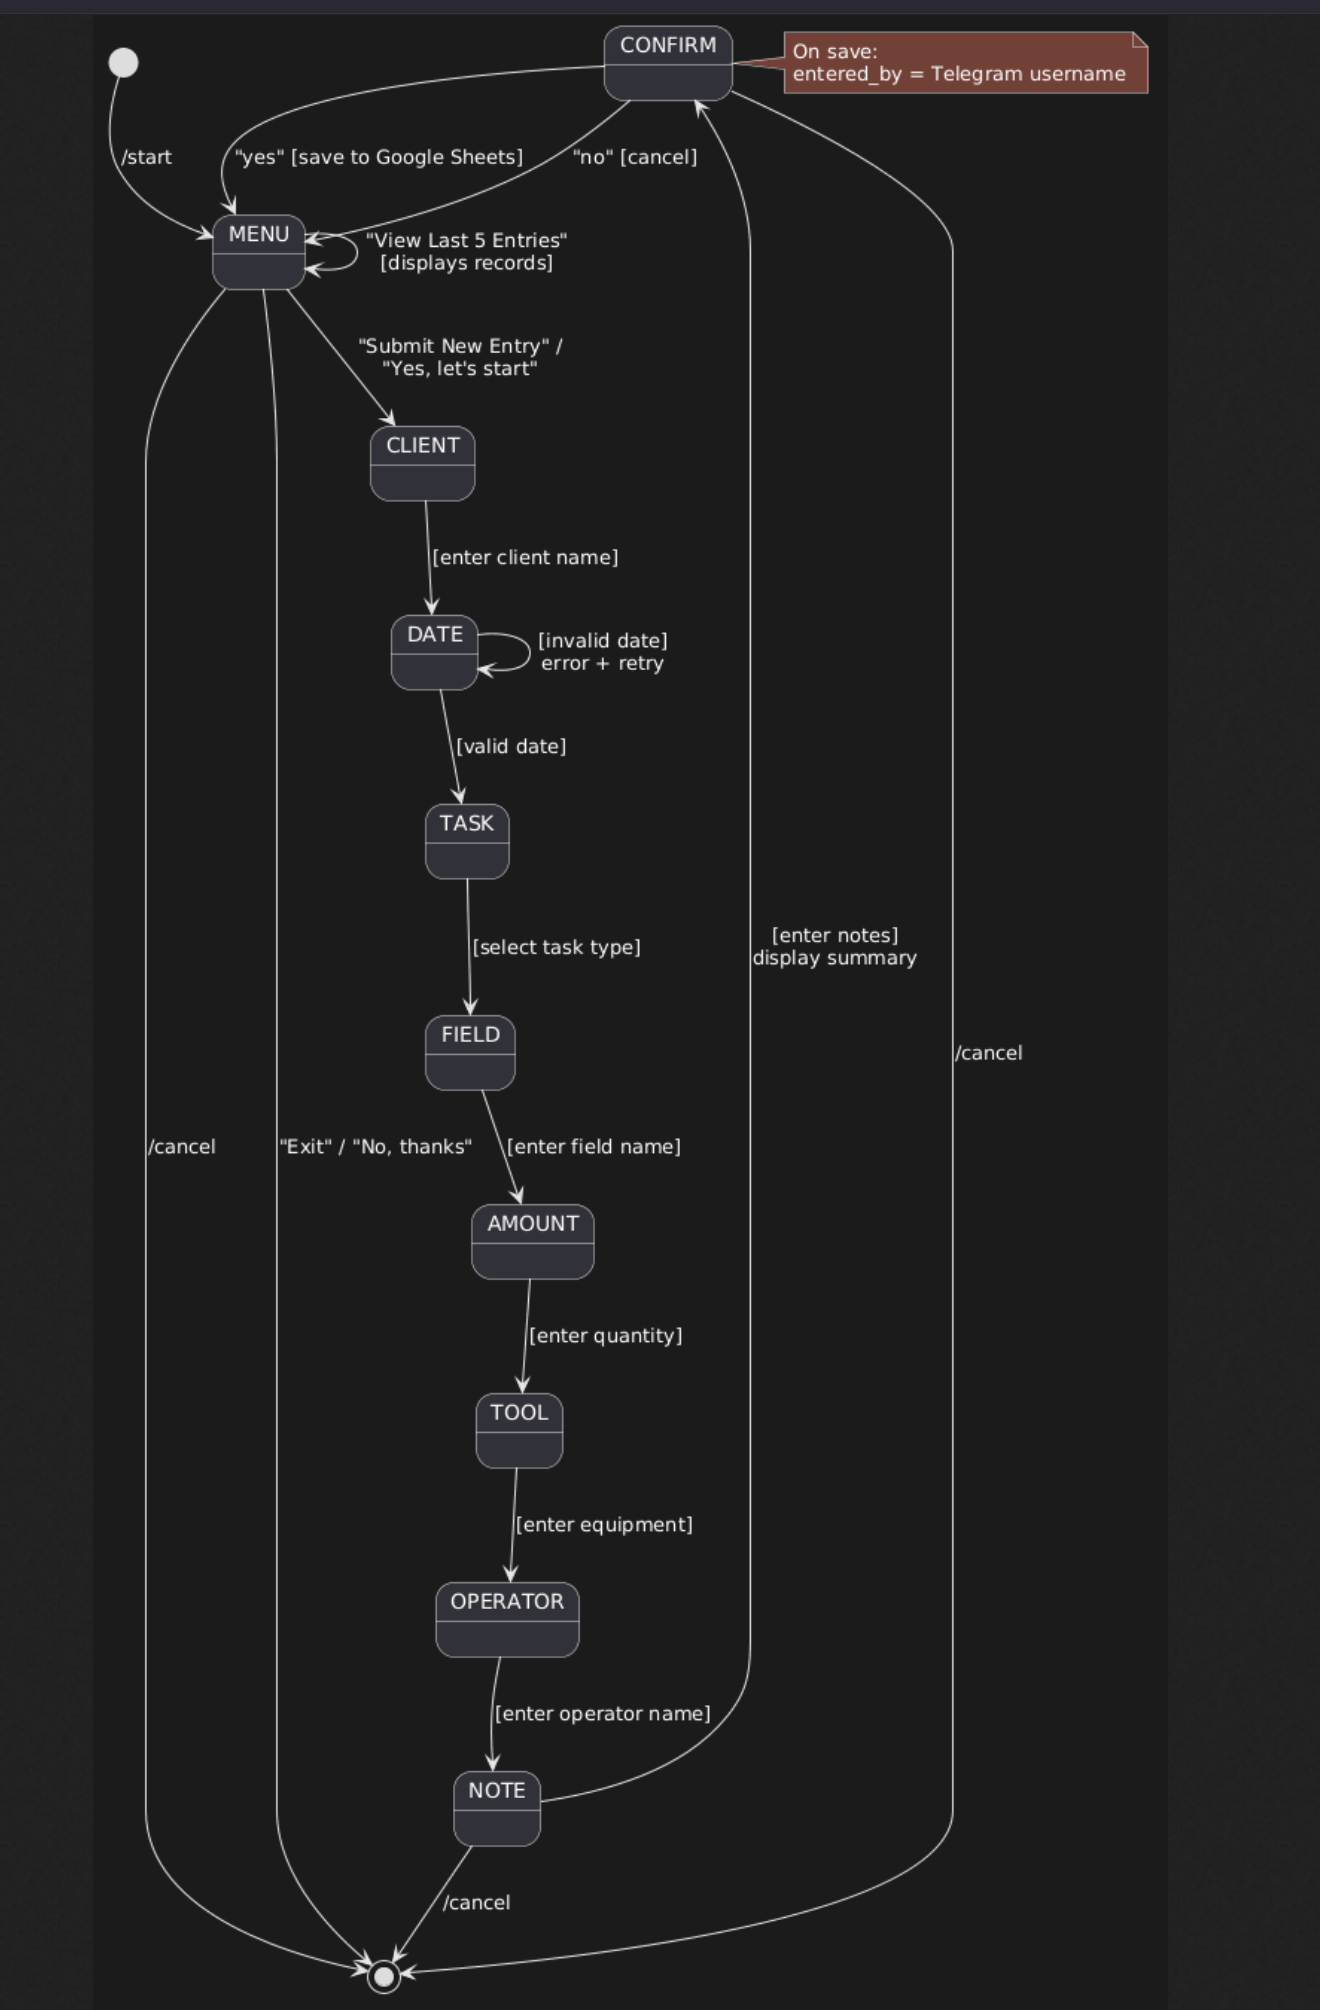 CONFIRM
On save:
entered_by = Telegram username
/start
"yes" [save to Google Sheets]
"no" [cancel]
MENU
"View Last 5 Entries"
[displays records]
"Submit New Entry" /
"Yes, let's start"
CLIENT
[enter client name]
DATE
[invalid date]
error + retry
[valid date]
TASK
[select task type]
[enter notes]
display summary
FIELD
/cancel
/cancel
"Exit" / "No, thanks"
[enter field name]
AMOUNT
[enter quantity]
TOOL
[enter equipment]
OPERATOR
[enter operator name]
NOTE
/cancel